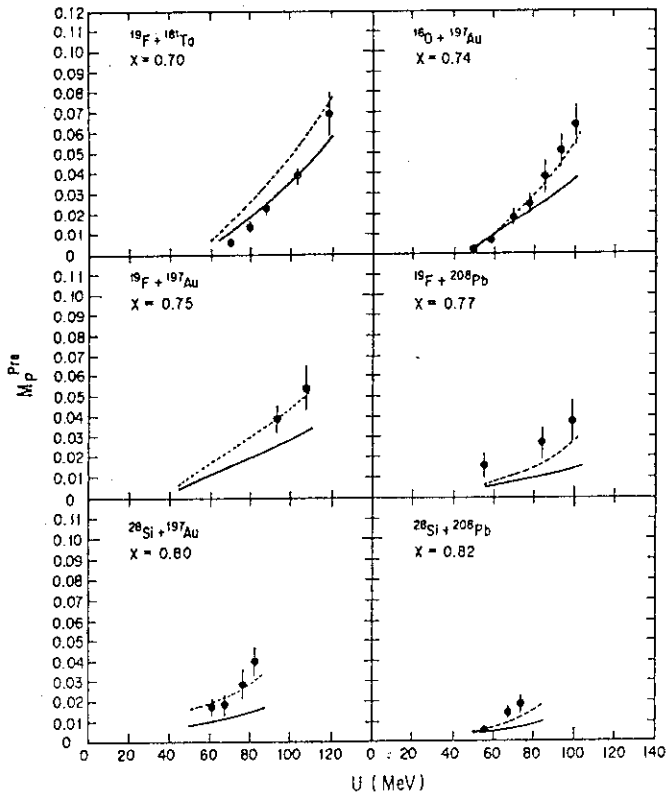 0.12
0.11
0.10
0.09
0.08
0.07
0.06
0.05
0.04
0.03
0.02
0.01
0
¹⁹F + ¹⁸¹Ta
X = 0.70
¹⁶O + ¹⁹⁷Au
X = 0.74
0.11
0.10
0.09
0.08
0.07
0.06
0.05
0.04
0.03
0.02
0.01
0
¹⁹F + ¹⁹⁷Au
X = 0.75
¹⁹F + ²⁰⁸Pb
X = 0.77
M_P^Pre
0.11
0.10
0.09
0.08
0.07
0.06
0.05
0.04
0.03
0.02
0.01
0
²⁸Si + ¹⁹⁷Au
X = 0.80
²⁸Si + ²⁰⁸Pb
X = 0.82
0 20 40 60 80 100 120 0 20 40 60 80 100 120 140
U (MeV)